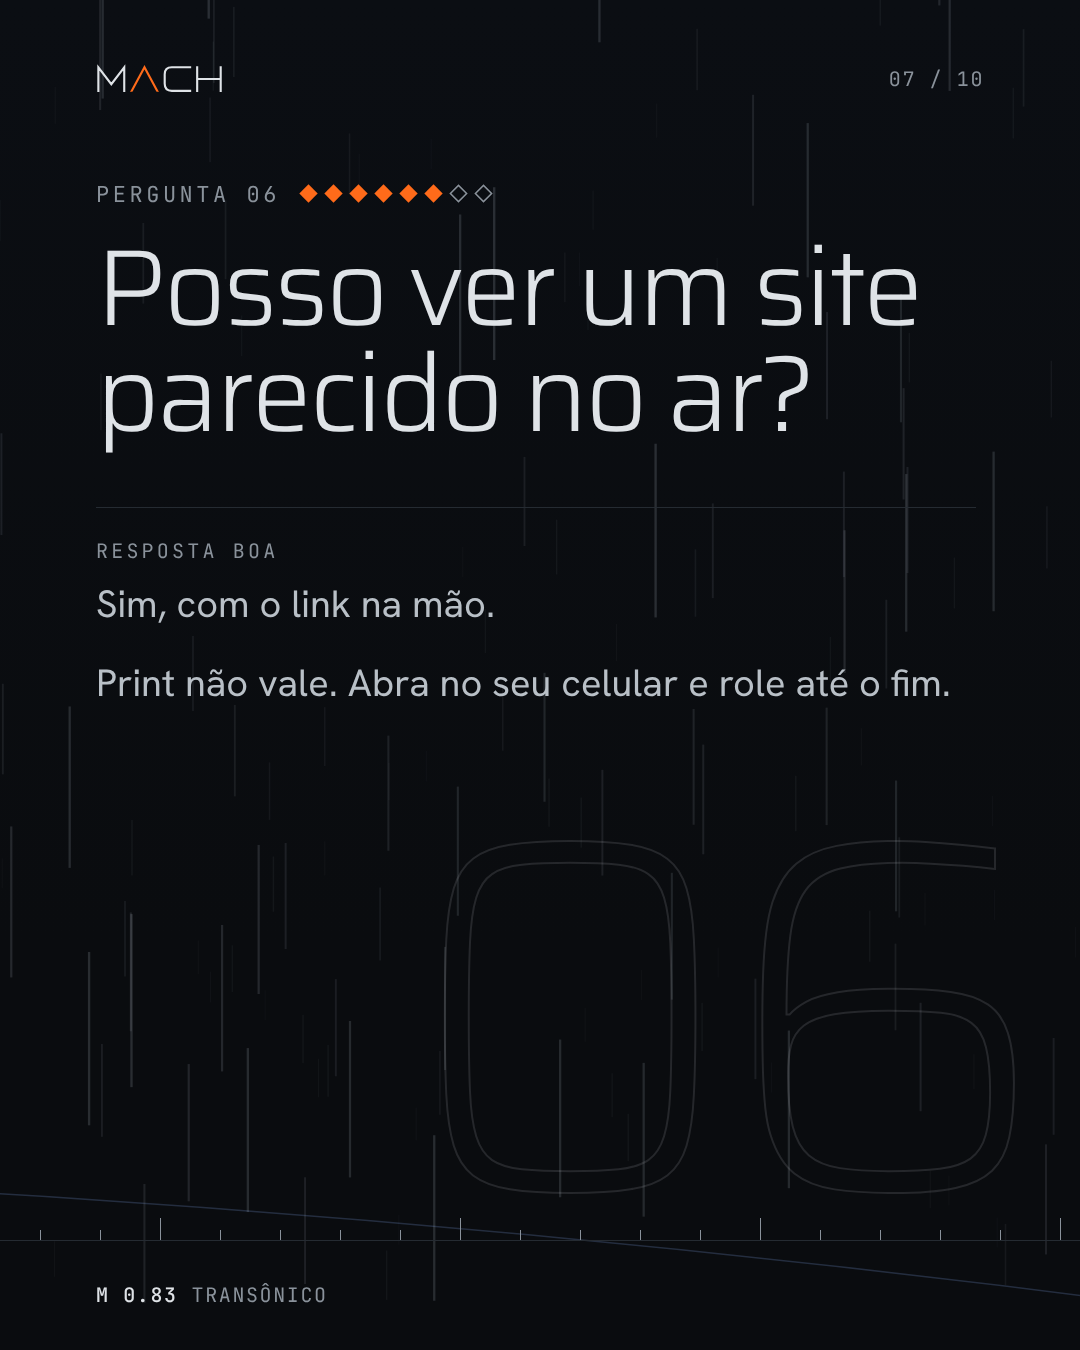 MACH
07 / 10
PERGUNTA 06
Posso ver um site
parecido no ar?
RESPOSTA BOA
Sim, com o link na mão.
Print não vale. Abra no seu celular e role até o fim.
06
M 0.83 TRANSÔNICO